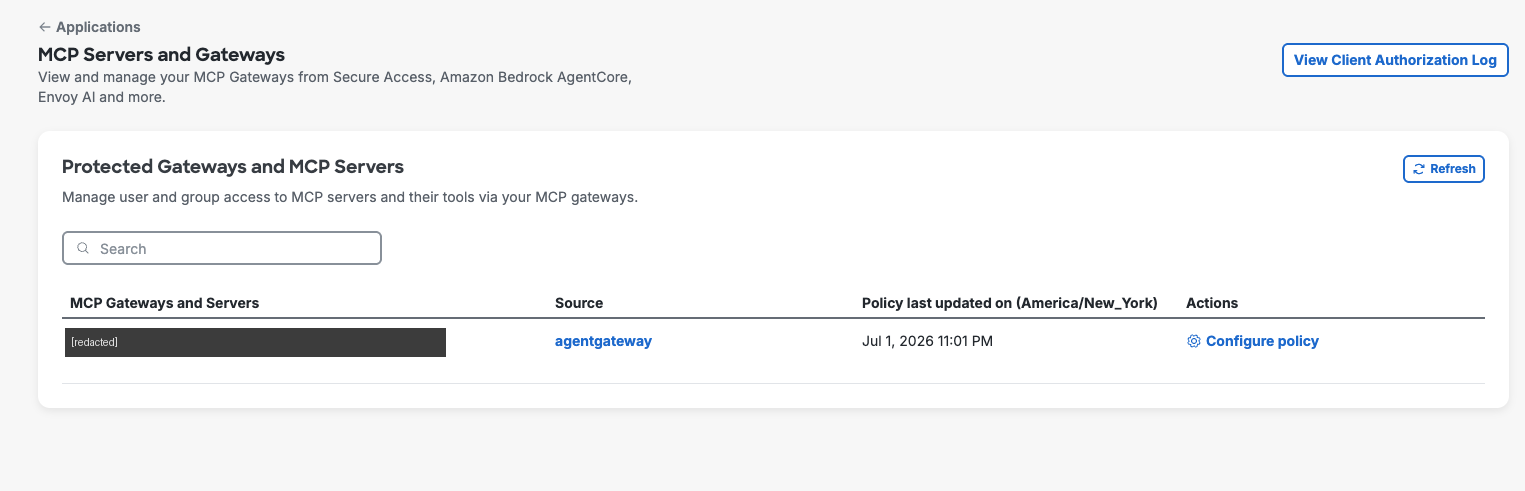 ← Applications
MCP Servers and Gateways
View Client Authorization Log
View and manage your MCP Gateways from Secure Access, Amazon Bedrock AgentCore,
Envoy AI and more.
Protected Gateways and MCP Servers
Refresh
Manage user and group access to MCP servers and their tools via your MCP gateways.
Search
MCP Gateways and Servers Source Policy last updated on (America/New_York) Actions
[redacted] agentgateway Jul 1, 2026 11:01 PM Configure policy